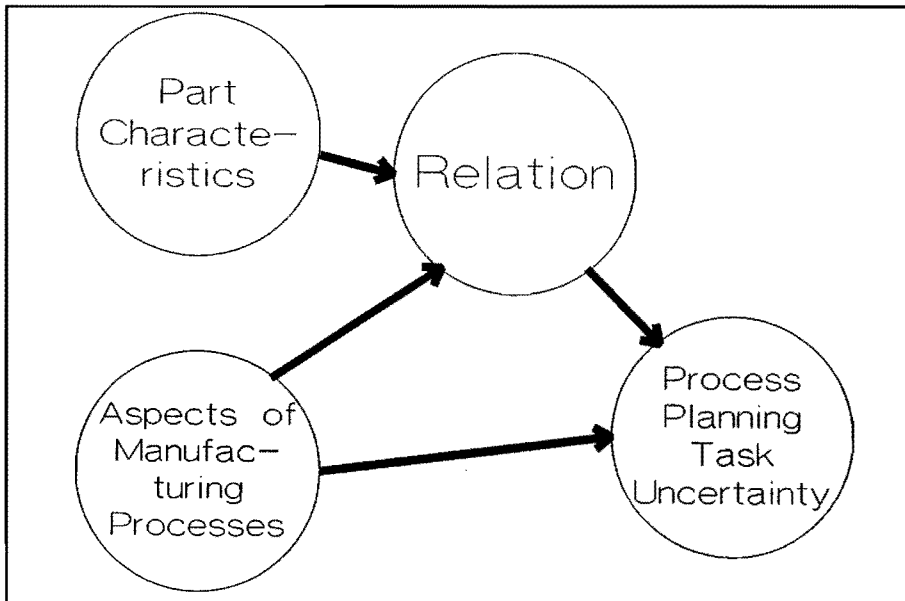 Part
Characte-
ristics
Relation
Aspects of
Manufac-
turing
Processes
Process
Planning
Task
Uncertainty